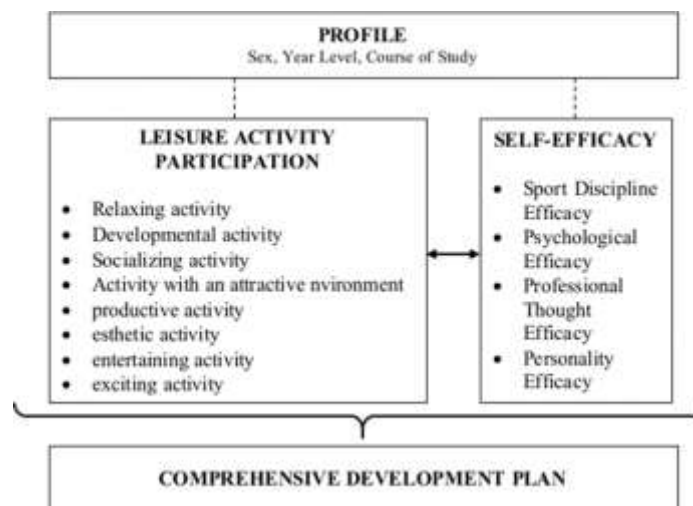 PROFILE
Sex, Year Level, Course of Study
LEISURE ACTIVITY
PARTICIPATION
• Relaxing activity
• Developmental activity
• Socializing activity
• Activity with an attractive nvironment
• productive activity
• esthetic activity
• entertaining activity
• exciting activity
SELF-EFFICACY
• Sport Discipline
Efficacy
• Psychological
Efficacy
• Professional
Thought
Efficacy
• Personality
Efficacy
COMPREHENSIVE DEVELOPMENT PLAN